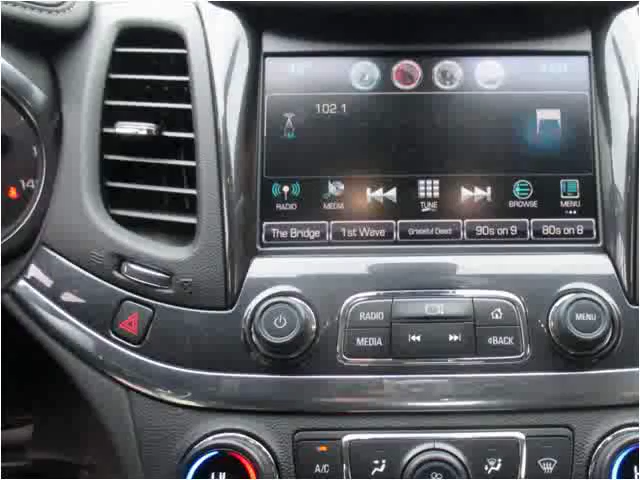 102.1
RADIO MEDIA TUNE BROWSE MENU
The Bridge 1st Wave Grateful Dead 90s on 9 80s on 8
14
RADIO
MENU
MEDIA BACK
A/C